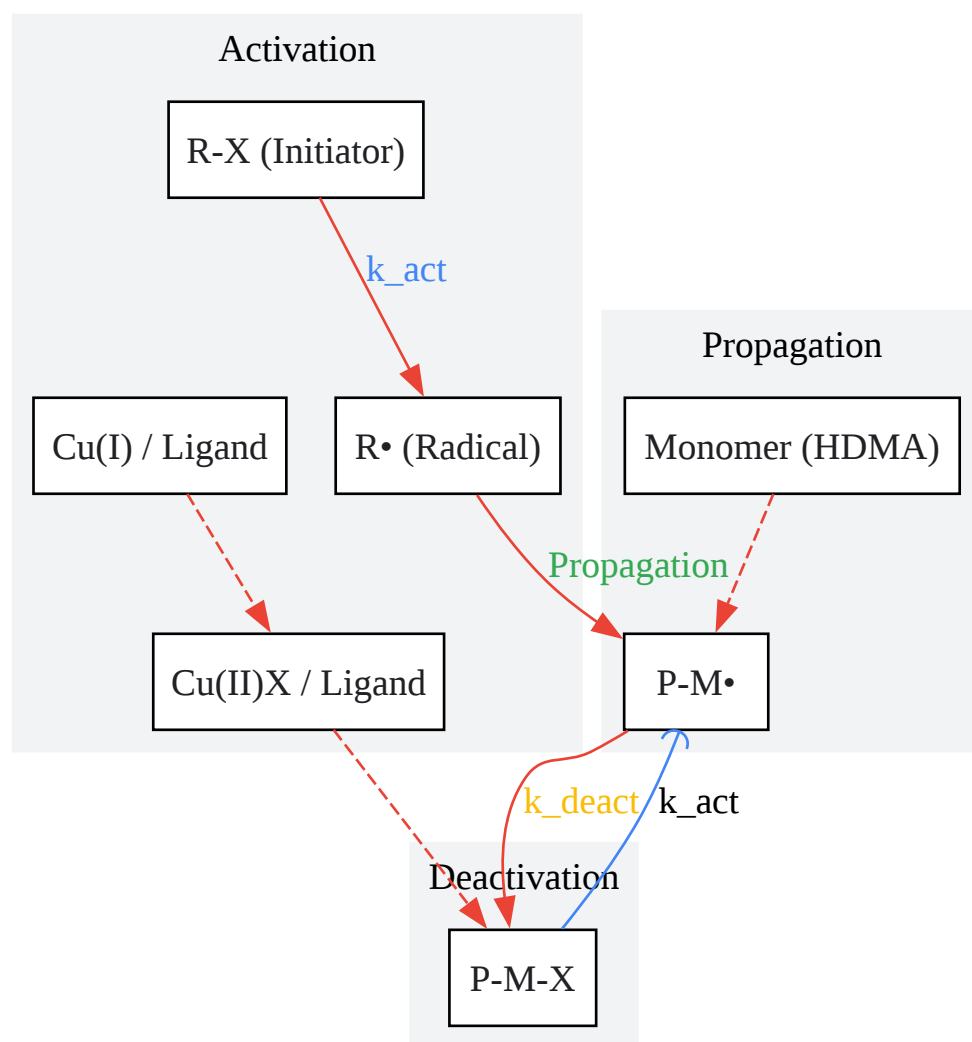 Activation
R-X (Initiator)
k_act
Propagation
Cu(I) / Ligand
R• (Radical)
Monomer (HDMA)
Propagation
Cu(II)X / Ligand
P-M•
k_deact
k_act
Deactivation
P-M-X